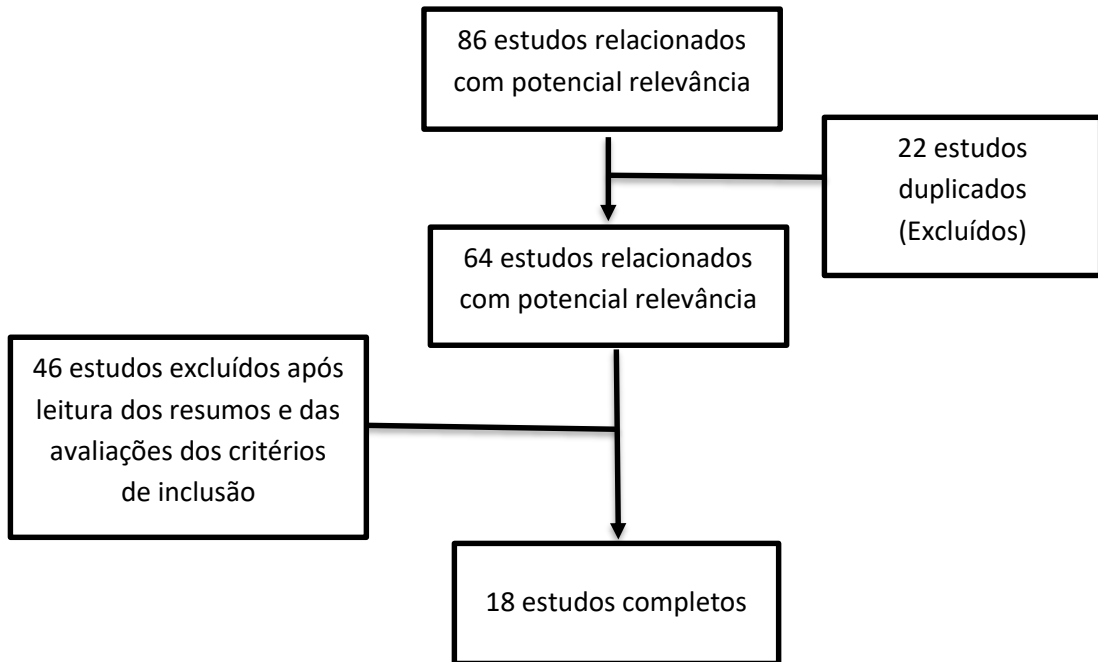 86 estudos relacionados
com potencial relevância
22 estudos
duplicados
(Excluídos)
64 estudos relacionados
com potencial relevância
46 estudos excluídos após
leitura dos resumos e das
avaliações dos critérios
de inclusão
18 estudos completos